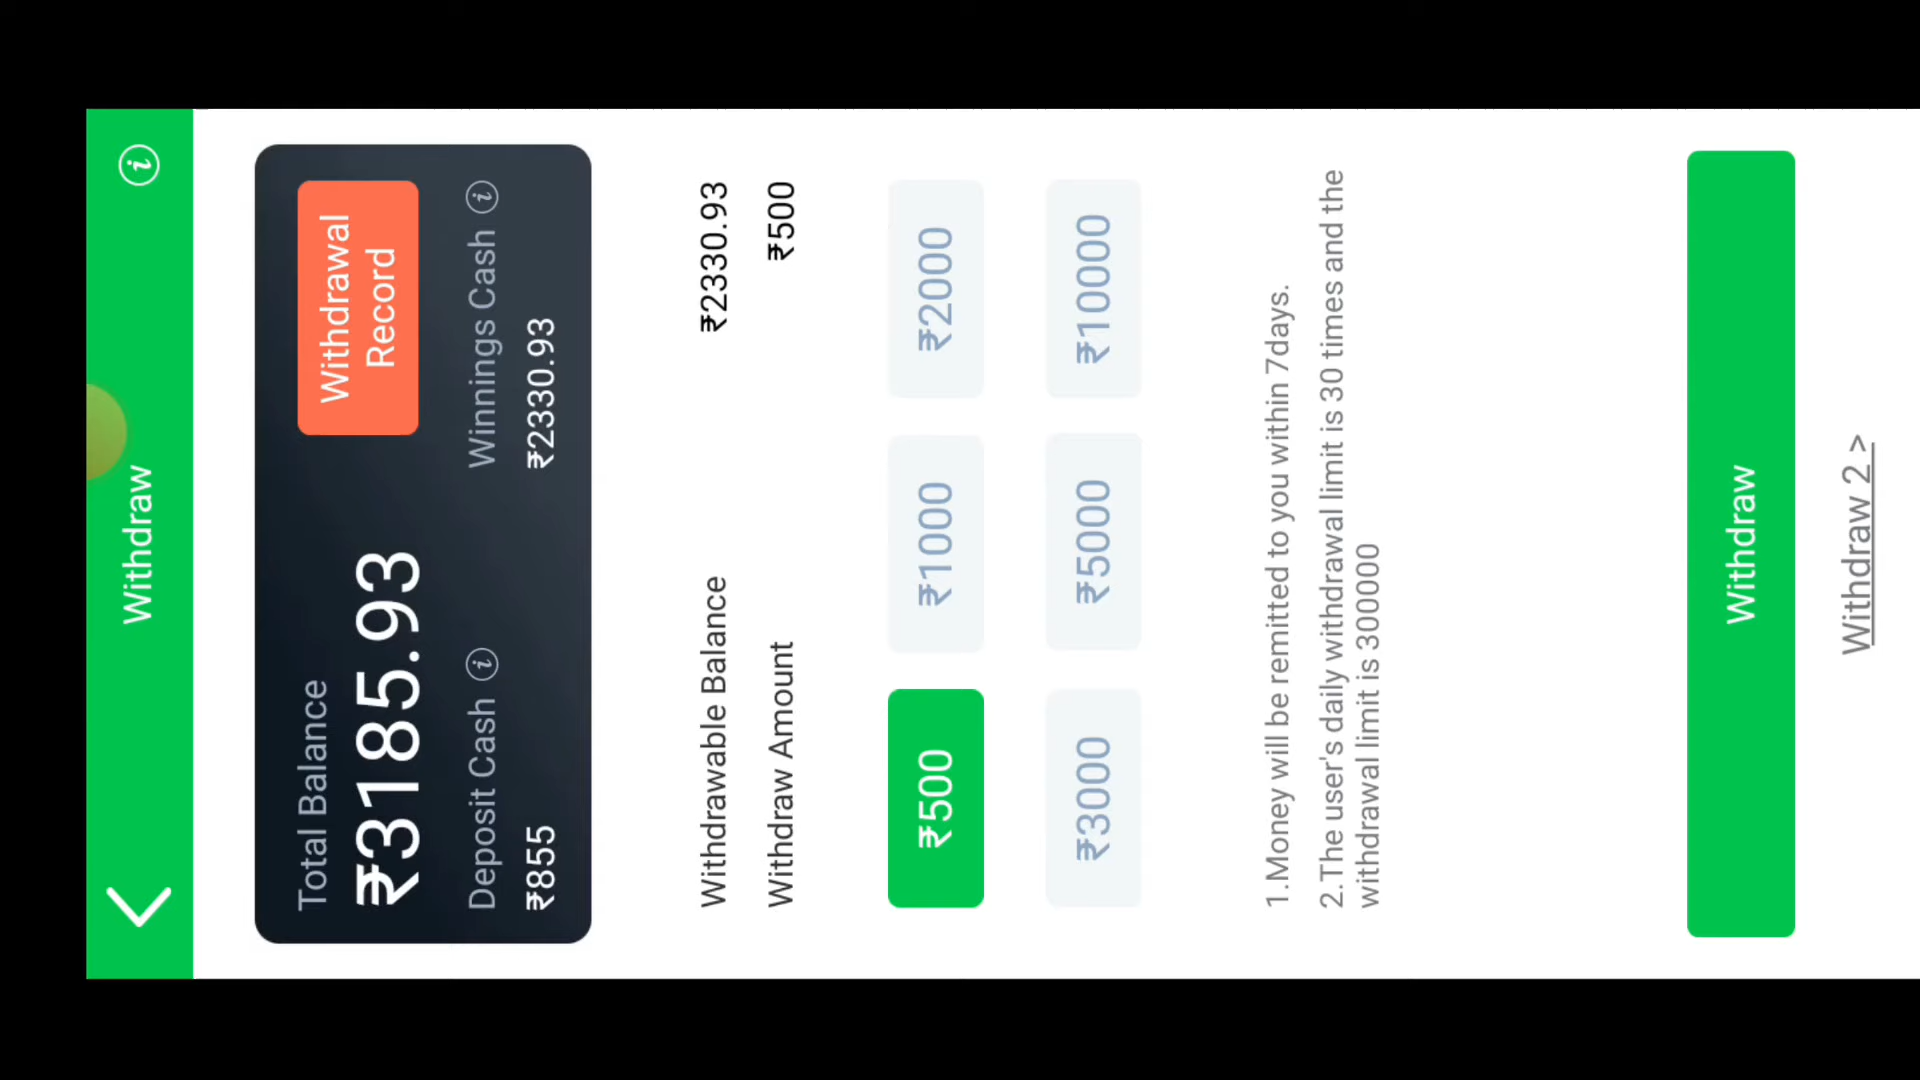 Withdraw
Total Balance
₹3185.93
Withdrawal
Record
Deposit Cash
Winnings Cash
₹855
₹2330.93
Withdrawable Balance
₹2330.93
Withdraw Amount
₹500
₹500
₹1000
₹2000
₹3000
₹5000
₹10000
1.Money will be remitted to you within 7days.
2.The user's daily withdrawal limit is 30 times and the
withdrawal limit is 300000
Withdraw
Withdraw 2 >